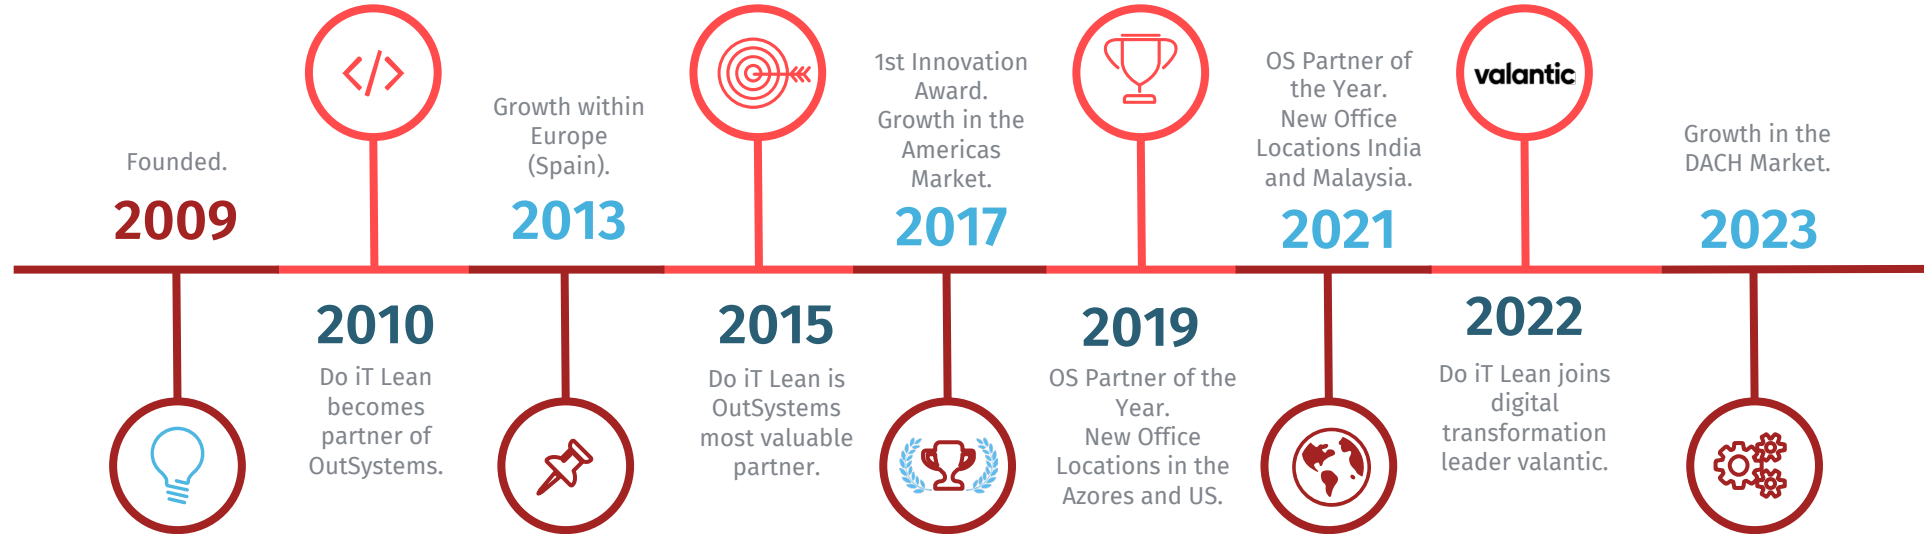 Founded.
2009
2010
Do iT Lean
becomes
partner of
OutSystems.
Growth within
Europe
(Spain).
2013
2015
Do iT Lean is
OutSystems
most valuable
partner.
1st Innovation
Award.
Growth in the
Americas
Market.
2017
2019
OS Partner of the
Year.
New Office
Locations in the
Azores and US.
OS Partner of
the Year.
New Office
Locations India
and Malaysia.
2021
valantic
2022
Do iT Lean joins
digital
transformation
leader valantic.
Growth in the
DACH Market.
2023